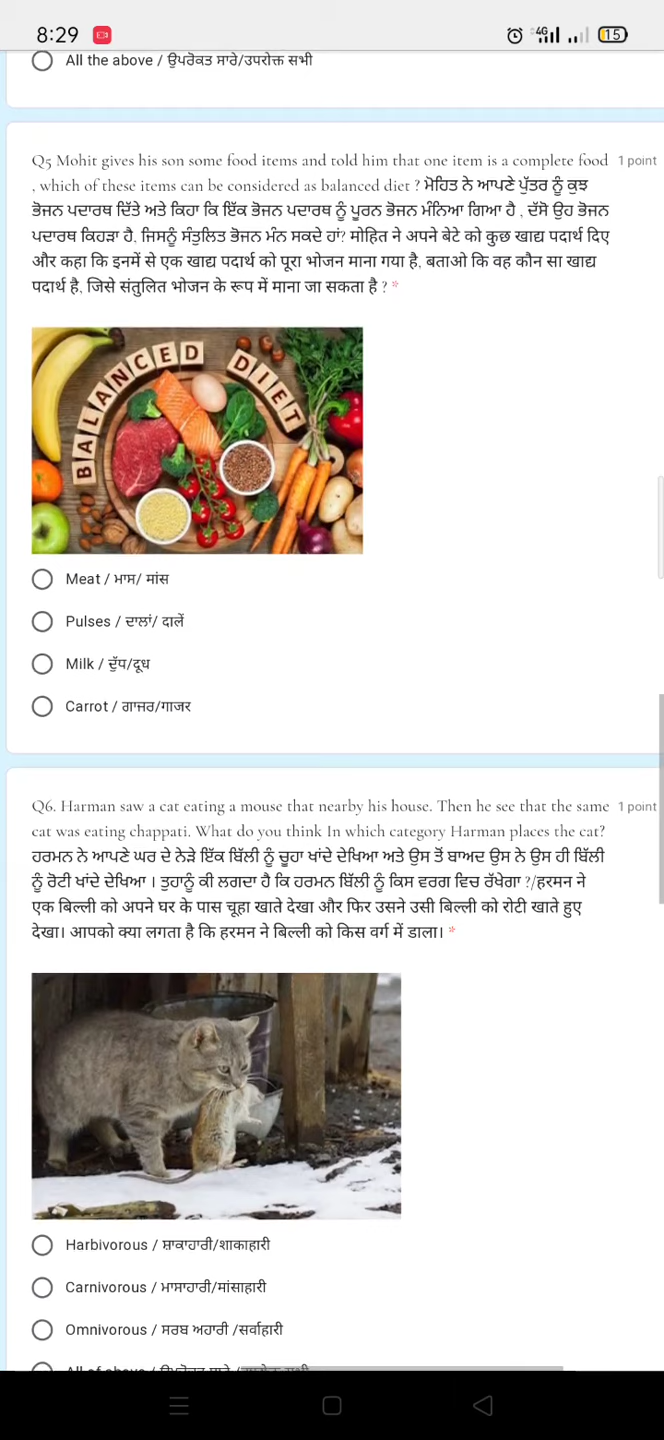 8:29
4G
15
All the above / ਉਪਰੋਕਤ ਸਾਰੇ/उपरोक्त सभी
Q5 Mohit gives his son some food items and told him that one item is a complete food 1 point
, which of these items can be considered as balanced diet ? ਮੋਹਿਤ ਨੇ ਆਪਣੇ ਪੁੱਤਰ ਨੂੰ ਕੁਝ
ਭੋਜਨ ਪਦਾਰਥ ਦਿੱਤੇ ਅਤੇ ਕਿਹਾ ਕਿ ਇੱਕ ਭੋਜਨ ਪਦਾਰਥ ਨੂੰ ਪੂਰਨ ਭੋਜਨ ਮੰਨਿਆ ਗਿਆ ਹੈ , ਦੱਸੋ ਉਹ ਭੋਜਨ
ਪਦਾਰਥ ਕਿਹੜਾ ਹੈ, ਜਿਸਨੂੰ ਸੰਤੁਲਿਤ ਭੋਜਨ ਮੰਨ ਸਕਦੇ ਹਾਂ? मोहित ने अपने बेटे को कुछ खाद्य पदार्थ दिए
और कहा कि इनमें से एक खाद्य पदार्थ को पूरा भोजन माना गया है, बताओ कि वह कौन सा खाद्य
पदार्थ है, जिसे संतुलित भोजन के रूप में माना जा सकता है ? *
BALANCED DIET
Meat / ਮਾਸ/ मांस
Pulses / ਦਾਲਾਂ/ दालें
Milk / ਦੁੱਧ/दूध
Carrot / ਗਾਜਰ/गाजर
Q6. Harman saw a cat eating a mouse that nearby his house. Then he see that the same 1 point
cat was eating chappati. What do you think In which category Harman places the cat?
ਹਰਮਨ ਨੇ ਆਪਣੇ ਘਰ ਦੇ ਨੇੜੇ ਇੱਕ ਬਿੱਲੀ ਨੂੰ ਚੂਹਾ ਖਾਂਦੇ ਦੇਖਿਆ ਅਤੇ ਉਸ ਤੋਂ ਬਾਅਦ ਉਸ ਨੇ ਉਸ ਹੀ ਬਿੱਲੀ
ਨੂੰ ਰੋਟੀ ਖਾਂਦੇ ਦੇਖਿਆ । ਤੁਹਾਨੂੰ ਕੀ ਲਗਦਾ ਹੈ ਕਿ ਹਰਮਨ ਬਿੱਲੀ ਨੂੰ ਕਿਸ ਵਰਗ ਵਿਚ ਰੱਖੇਗਾ ?/हरमन ने
एक बिल्ली को अपने घर के पास चूहा खाते देखा और फिर उसने उसी बिल्ली को रोटी खाते हुए
देखा। आपको क्या लगता है कि हरमन ने बिल्ली को किस वर्ग में डाला। *
Harbivorous / ਸ਼ਾਕਾਹਾਰੀ/शाकाहारी
Carnivorous / ਮਾਸਾਹਾਰੀ/मांसाहारी
Omnivorous / ਸਰਬ ਅਹਾਰੀ /सर्वाहारी